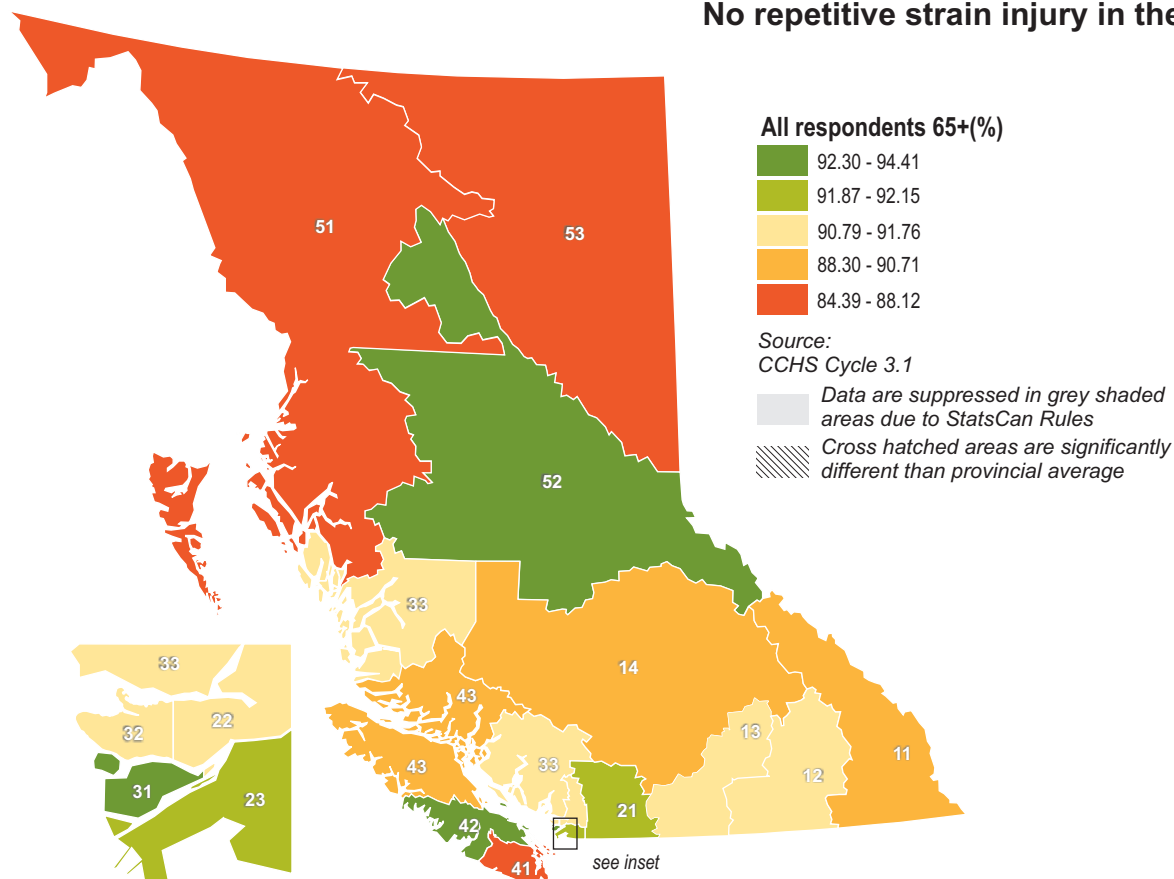 No repetitive strain injury in the
All respondents 65+(%)
92.30 - 94.41
91.87 - 92.15
90.79 - 91.76
88.30 - 90.71
84.39 - 88.12
Source:
CCHS Cycle 3.1
Data are suppressed in grey shaded
areas due to StatsCan Rules
Cross hatched areas are significantly
different than provincial average
51
53
52
33
14
43
13
11
33
43
12
21
42
41
see inset
33
22
32
31
23